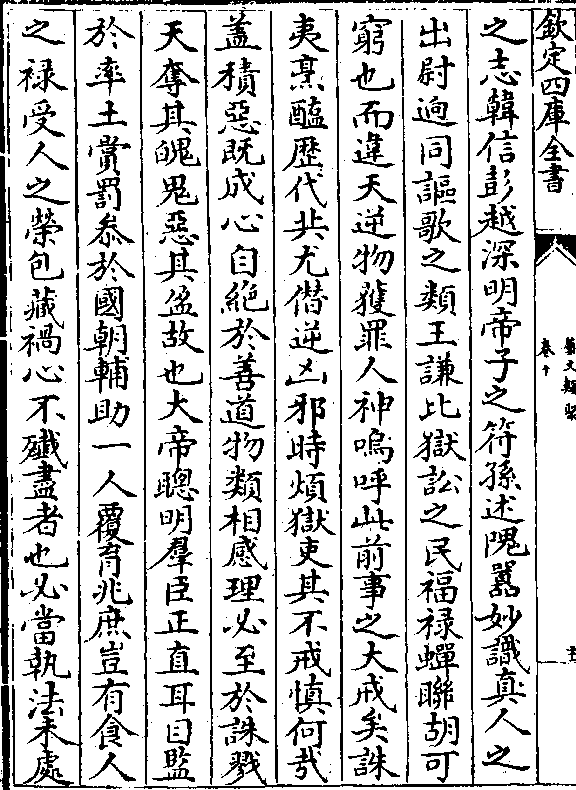 欽定四庫全書
藝文類聚
卷十
之志韓信彭越深明帝子之符孫述隗囂妙識真人之
出尉迥同謳歌之類王謙比獄訟之民福禄蟬聯胡可
窮也而違天逆物獲罪人神嗚呼此前事之大戒矣誅
夷烹醢歷代共尤僭逆凶邪時煩獄吏其不戒慎何哉
盖積惡既成心自絶於善道物類相感理必至於誅戮
天奪其魄鬼惡其盈故也大帝聰明羣臣正直耳目監
於率土賞罰叅於國朝輔助一人覆育兆庶豈有食人
之禄受人之榮包藏禍心不殲盡者也必當執法未處